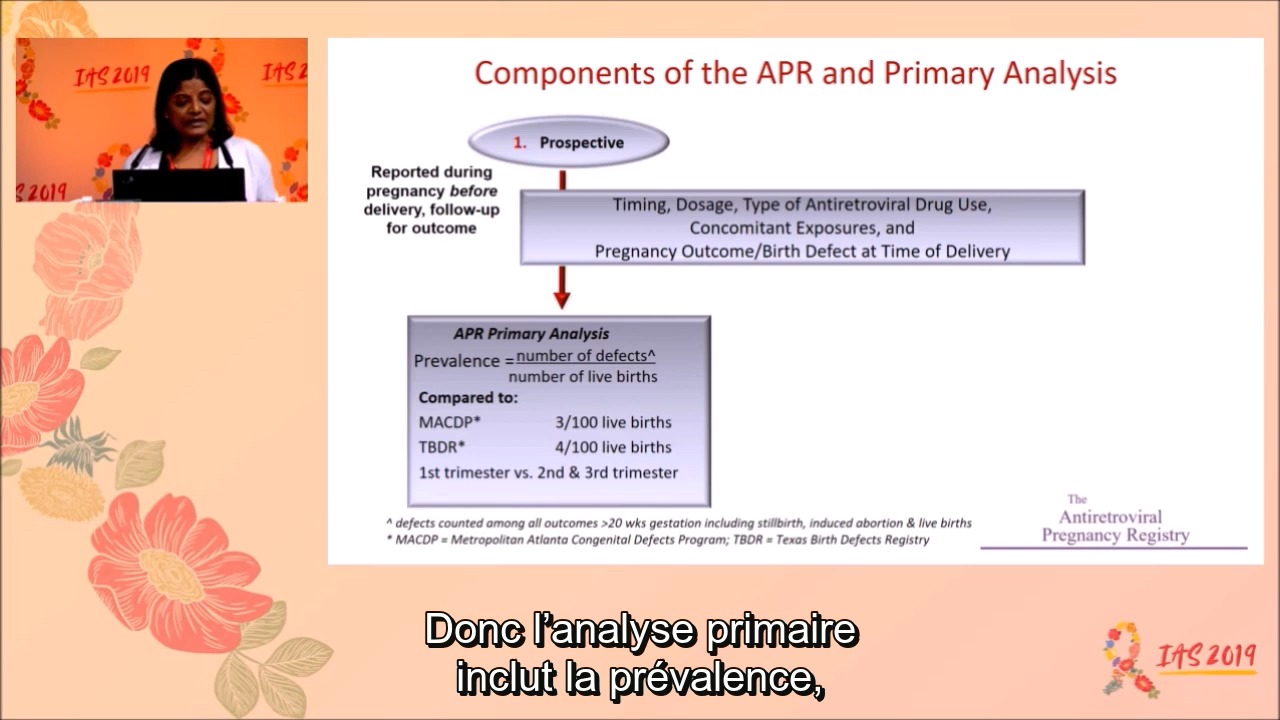 IAS 2019
IAS 2
S 2019
Components of the APR and Primary Analysis
1. Prospective
Reported during
pregnancy before
delivery, follow-up
for outcome
Timing, Dosage, Type of Antiretroviral Drug Use,
Concomitant Exposures, and
Pregnancy Outcome/Birth Defect at Time of Delivery
APR Primary Analysis
Prevalence = number of defects^
number of live births
Compared to:
MACDP* 3/100 live births
TBDR* 4/100 live births
1st trimester vs. 2nd & 3rd trimester
^ defects counted among all outcomes >20 wks gestation including stillbirth, induced abortion & live births
* MACDP = Metropolitan Atlanta Congenital Defects Program; TBDR = Texas Birth Defects Registry
The
Antiretroviral
Pregnancy Registry
Donc l'analyse primaire
inclut la prévalence,
IAS 2019